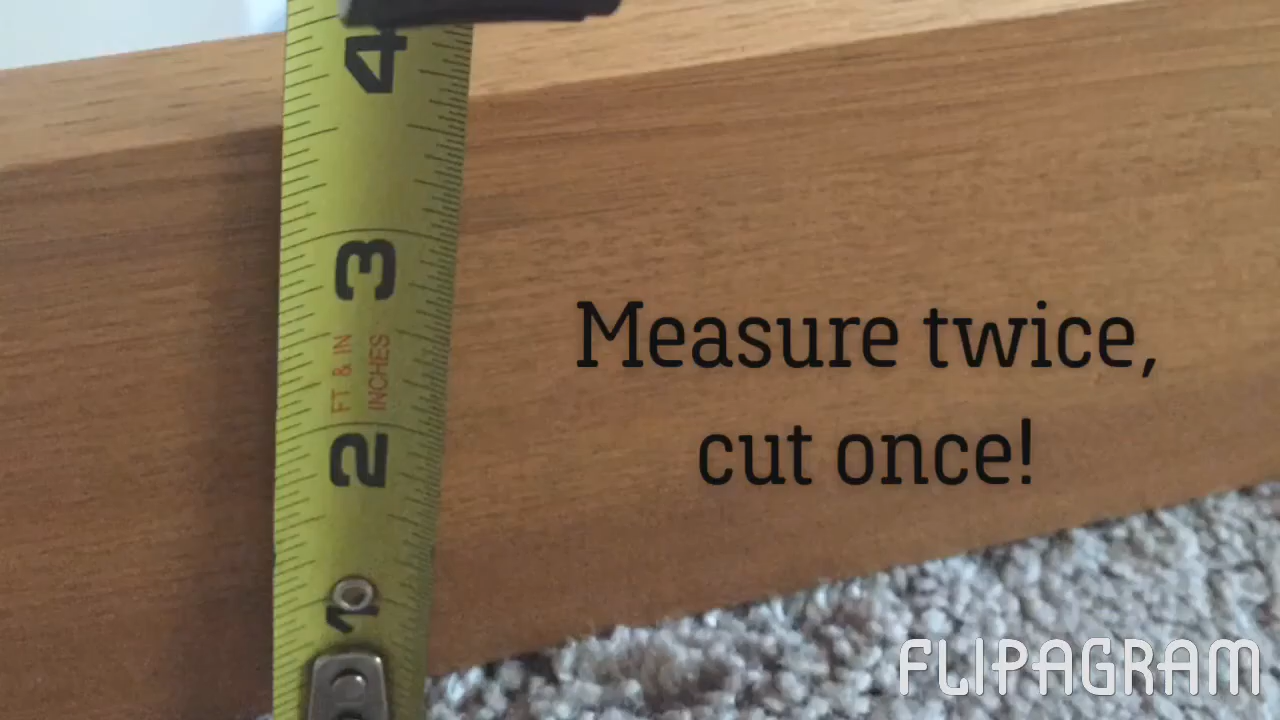 4
3
FT. & IN
INCHES
2
1
Measure twice,
cut once!
FLIPAGRAM